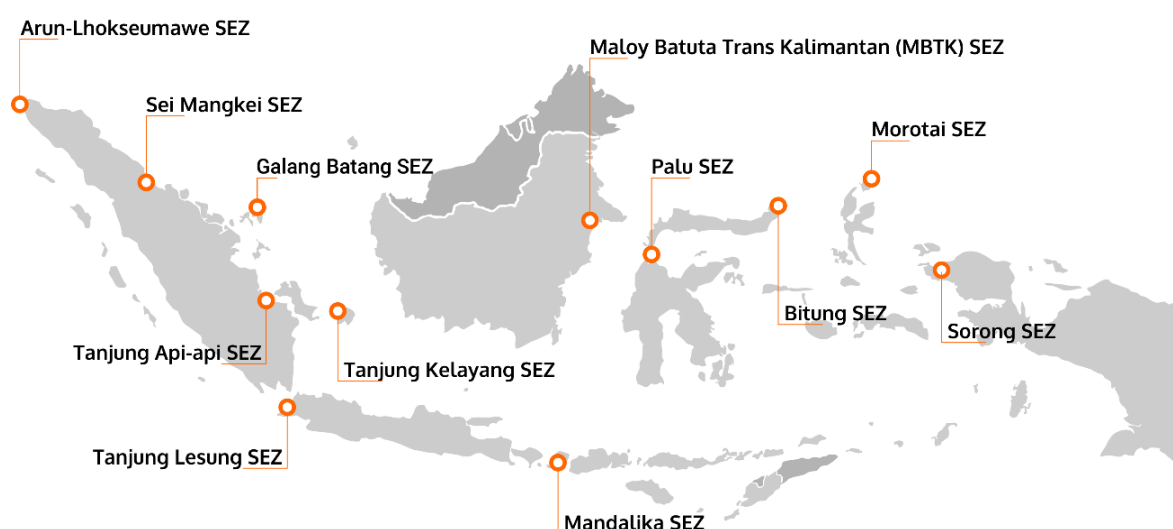 Arun-Lhokseumawe SEZ
Maloy Batuta Trans Kalimantan (MBTK) SEZ
Sei Mangkei SEZ
Morotai SEZ
Galang Batang SEZ
Palu SEZ
Bitung SEZ
Sorong SEZ
Tanjung Api-api SEZ
Tanjung Kelayang SEZ
Tanjung Lesung SEZ
Mandalika SEZ